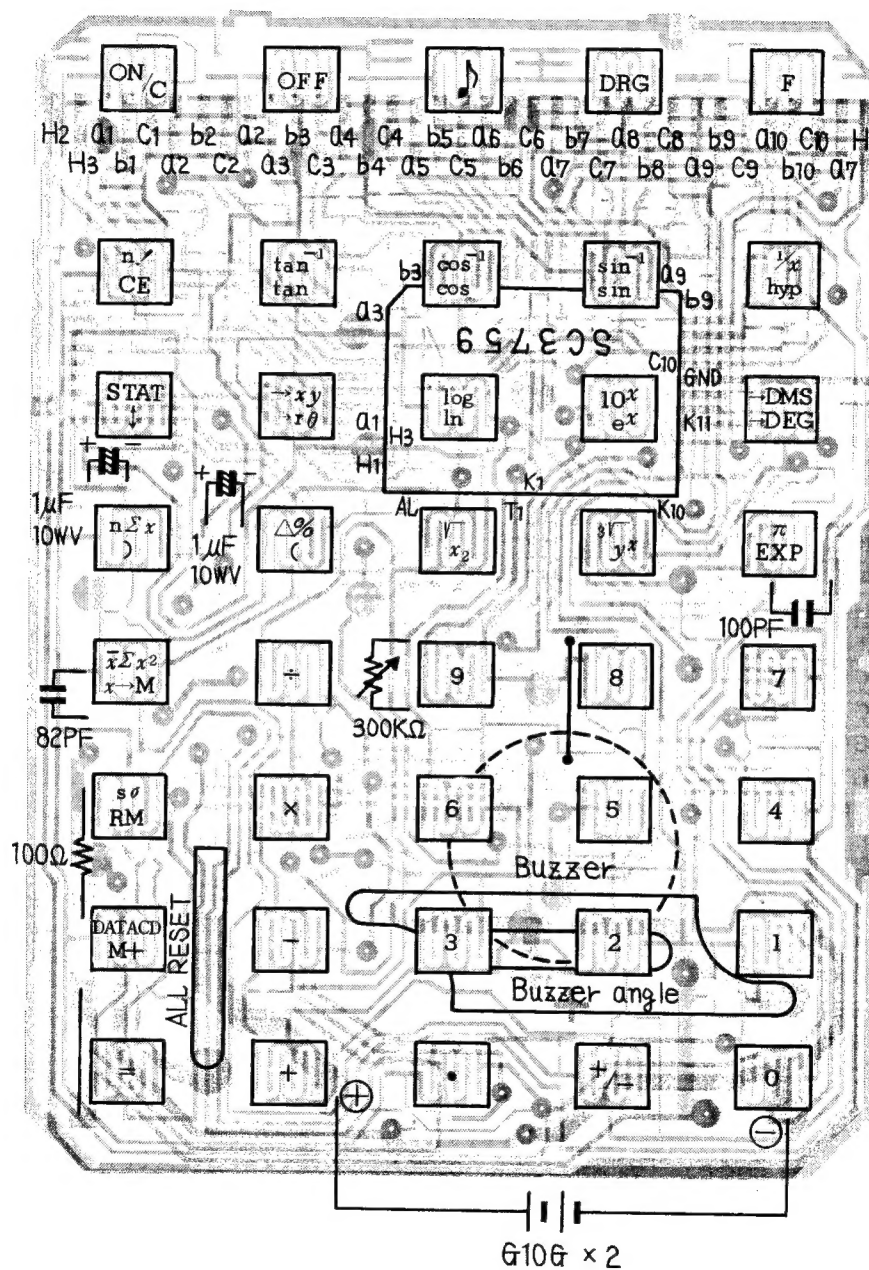 ON/C OFF ♪ DRG F
H2 a1 C1 b2 a2 b3 a4 C4 b5 a6 C6 b7 a8 C8 b9 a10 C10 H
H3 b1 a2 C2 a3 C3 b4 a5 C5 b6 a7 C7 b8 a9 C9 b10 a7
n! CE
tan⁻¹ tan
b3
cos⁻¹ cos
sin⁻¹ sin
a9
b9
1/x hyp
a3
SC3759
C10
GND
STAT ↓
→xy →rθ
log ln
10ˣ eˣ
→DMS →DEG
a1
H3
K11
H1
+ −
+ −
K1
AL
T1
K10
1μF 10WV
nΣx )
1μF 10WV
Δ% (
√ x2
³√ yˣ
π EXP
100PF
x̄Σx² x→M
÷
9
8
7
82PF
300KΩ
sσ RM
×
6
5
4
100Ω
Buzzer
DATACD M+
ALL RESET
−
3
2
1
Buzzer angle
=
+
•
+/−
0
⊕
⊖
G10G × 2